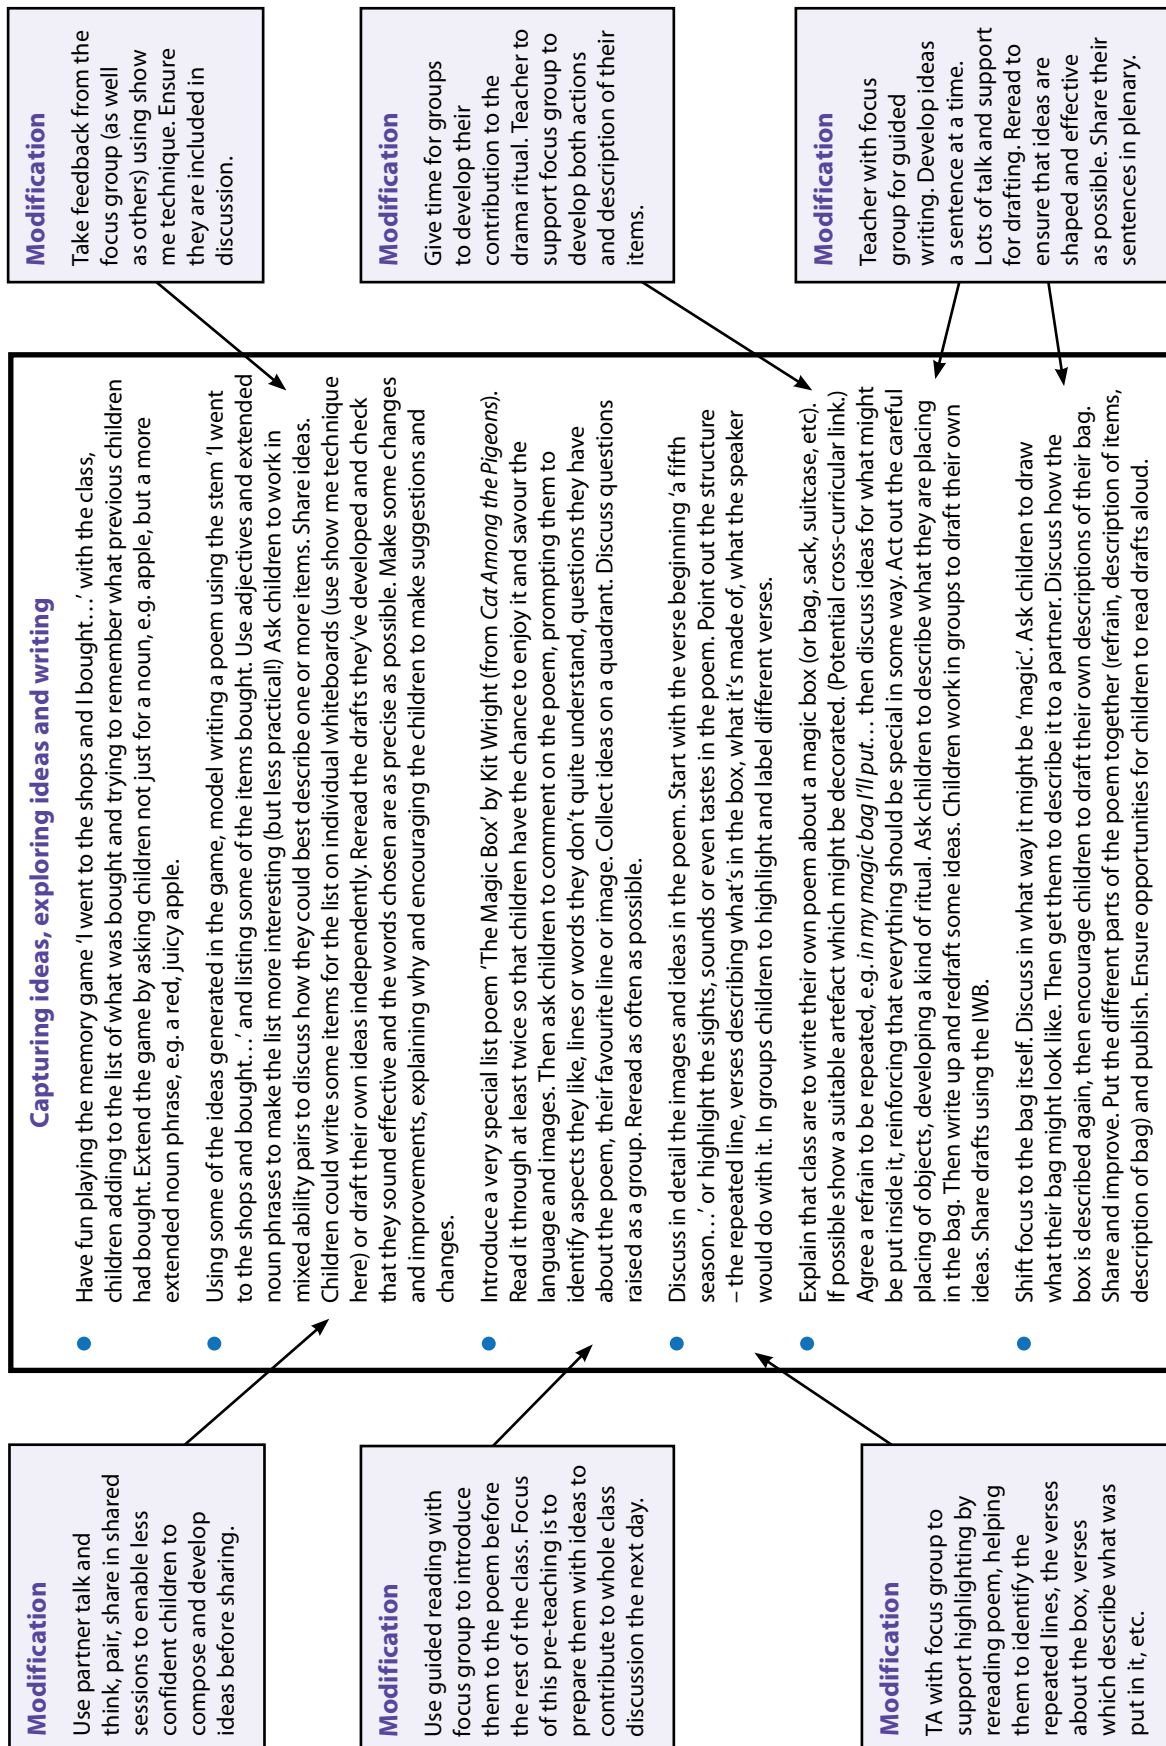 Modification
Use partner talk and
think, pair, share in shared
sessions to enable less
confident children to
compose and develop
ideas before sharing.
Modification
Use guided reading with
focus group to introduce
them to the poem before
the rest of the class. Focus
of this pre-teaching is to
prepare them with ideas to
contribute to whole class
discussion the next day.
Modification
TA with focus group to
support highlighting by
rereading poem, helping
them to identify the
repeated lines, the verses
about the box, verses
which describe what was
put in it, etc.
Capturing ideas, exploring ideas and writing
● Have fun playing the memory game ‘I went to the shops and I bought…’ with the class,
children adding to the list of what was bought and trying to remember what previous children
had bought. Extend the game by asking children not just for a noun, e.g. apple, but a more
extended noun phrase, e.g. a red, juicy apple.
● Using some of the ideas generated in the game, model writing a poem using the stem ‘I went
to the shops and bought…’ and listing some of the items bought. Use adjectives and extended
noun phrases to make the list more interesting (but less practical!) Ask children to work in
mixed ability pairs to discuss how they could best describe one or more items. Share ideas.
Children could write some items for the list on individual whiteboards (use show me technique
here) or draft their own ideas independently. Reread the drafts they’ve developed and check
that they sound effective and the words chosen are as precise as possible. Make some changes
and improvements, explaining why and encouraging the children to make suggestions and
changes.
● Introduce a very special list poem ‘The Magic Box’ by Kit Wright (from Cat Among the Pigeons).
Read it through at least twice so that children have the chance to enjoy it and savour the
language and images. Then ask children to comment on the poem, prompting them to
identify aspects they like, lines or words they don’t quite understand, questions they have
about the poem, their favourite line or image. Collect ideas on a quadrant. Discuss questions
raised as a group. Reread as often as possible.
● Discuss in detail the images and ideas in the poem. Start with the verse beginning ‘a fifth
season…’ or highlight the sights, sounds or even tastes in the poem. Point out the structure
– the repeated line, verses describing what’s in the box, what it’s made of, what the speaker
would do with it. In groups children to highlight and label different verses.
● Explain that class are to write their own poem about a magic box (or bag, sack, suitcase, etc).
If possible show a suitable artefact which might be decorated. (Potential cross-curricular link.)
Agree a refrain to be repeated, e.g. in my magic bag I’ll put… then discuss ideas for what might
be put inside it, reinforcing that everything should be special in some way. Act out the careful
placing of objects, developing a kind of ritual. Ask children to describe what they are placing
in the bag. Then write up and redraft some ideas. Children work in groups to draft their own
ideas. Share drafts using the IWB.
● Shift focus to the bag itself. Discuss in what way it might be ‘magic’. Ask children to draw
what their bag might look like. Then get them to describe it to a partner. Discuss how the
box is described again, then encourage children to draft their own descriptions of their bag.
Share and improve. Put the different parts of the poem together (refrain, description of items,
description of bag) and publish. Ensure opportunities for children to read drafts aloud.
Modification
Take feedback from the
focus group (as well
as others) using show
me technique. Ensure
they are included in
discussion.
Modification
Give time for groups
to develop their
contribution to the
drama ritual. Teacher to
support focus group to
develop both actions
and description of their
items.
Modification
Teacher with focus
group for guided
writing. Develop ideas
a sentence at a time.
Lots of talk and support
for drafting. Reread to
ensure that ideas are
shaped and effective
as possible. Share their
sentences in plenary.